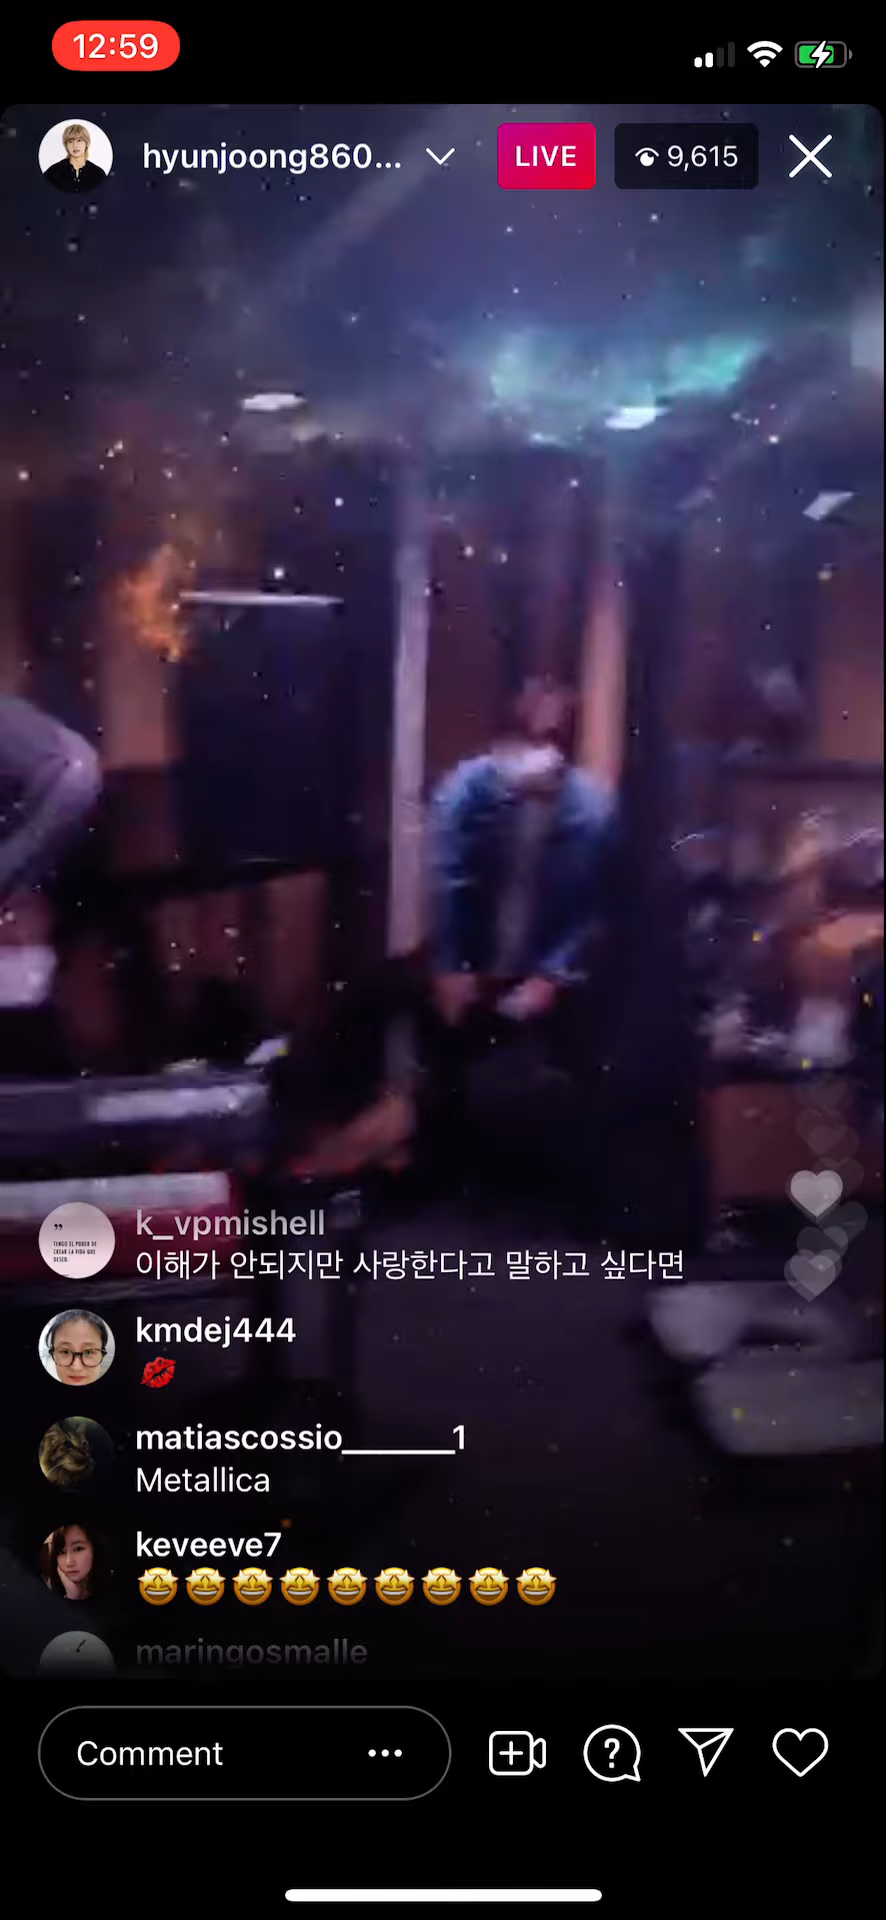 12:59
hyunjoong860...
LIVE
9,615
k_vpmishell
이해가 안되지만 사랑한다고 말하고 싶다면
kmdej444
matiascossio______1
Metallica
keveeve7
maringosmalle
Comment